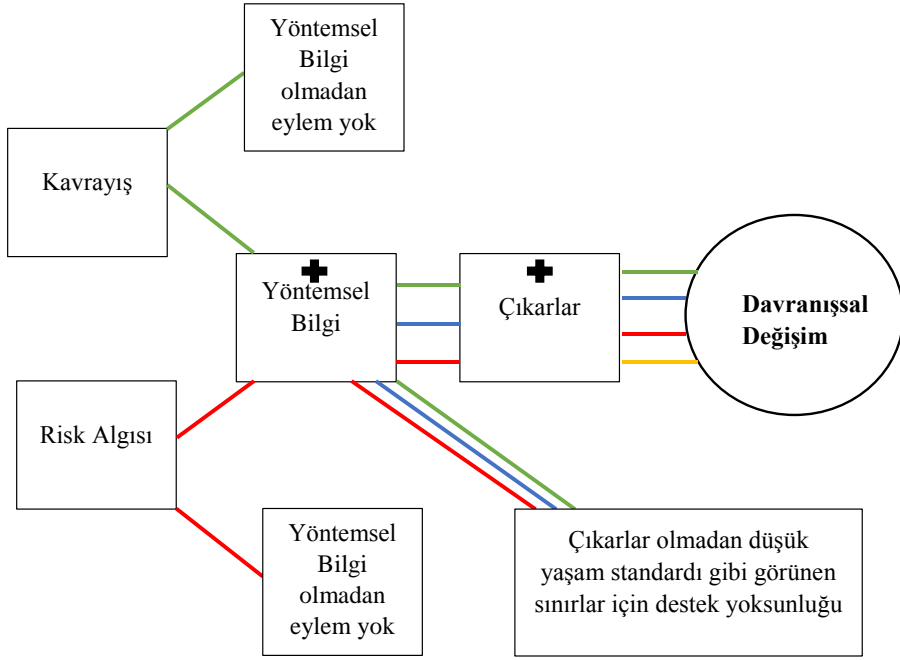 Yöntemsel
Bilgi
olmadan
eylem yok
Kavrayış
Yöntemsel
Bilgi
Çıkarlar
Davranışsal
Değişim
Risk Algısı
Yöntemsel
Bilgi
olmadan
eylem yok
Çıkarlar olmadan düşük
yaşam standardı gibi görünen
sınırlar için destek yoksunluğu